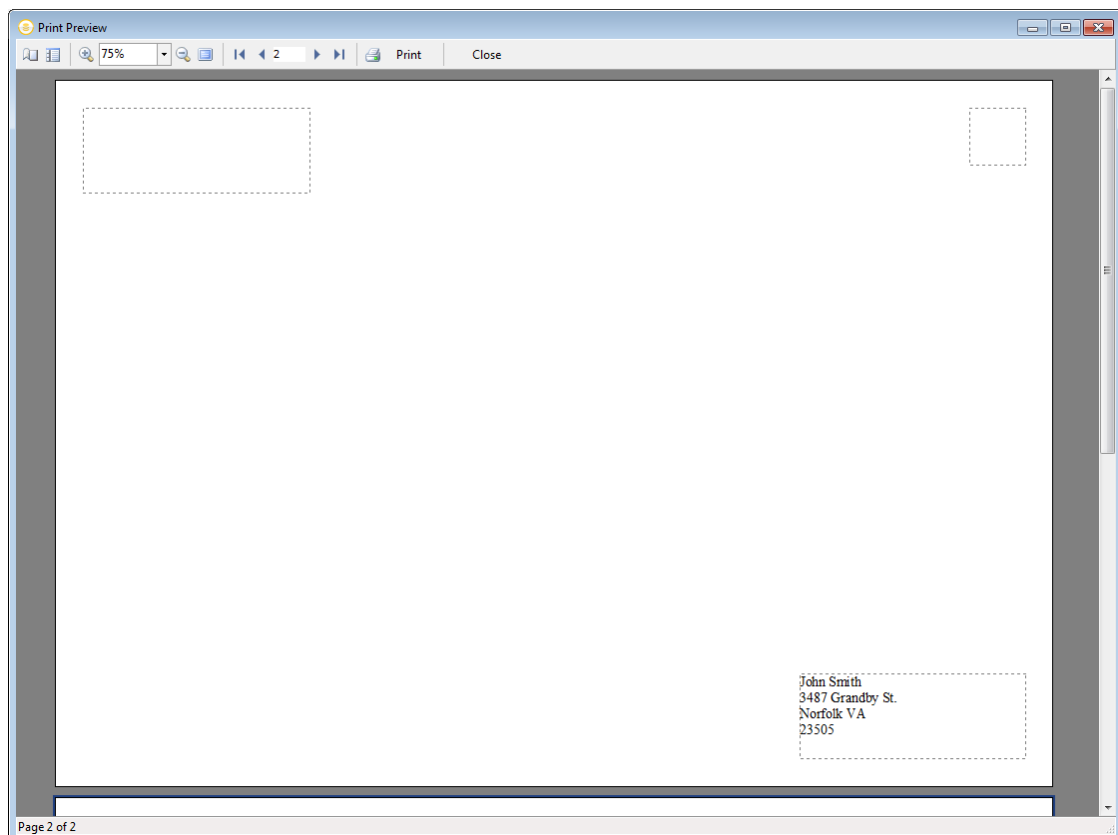 Print Preview
75%
2
Print
Close
John Smith
3487 Grandby St.
Norfolk VA
23505
Page 2 of 2